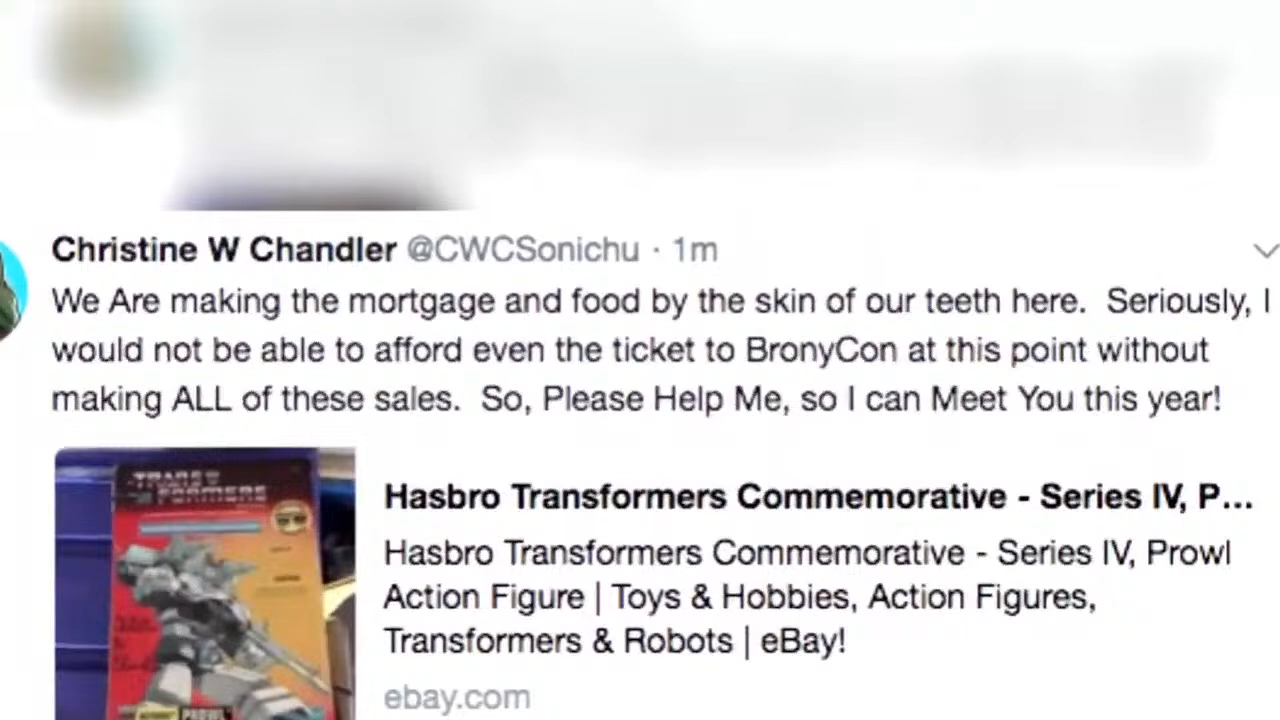 Christine W Chandler @CWCSonichu · 1m
We Are making the mortgage and food by the skin of our teeth here.  Seriously, I
would not be able to afford even the ticket to BronyCon at this point without
making ALL of these sales.  So, Please Help Me, so I can Meet You this year!
Hasbro Transformers Commemorative - Series IV, P...
Hasbro Transformers Commemorative - Series IV, Prowl
Action Figure | Toys & Hobbies, Action Figures,
Transformers & Robots | eBay!
ebay.com
PROWL